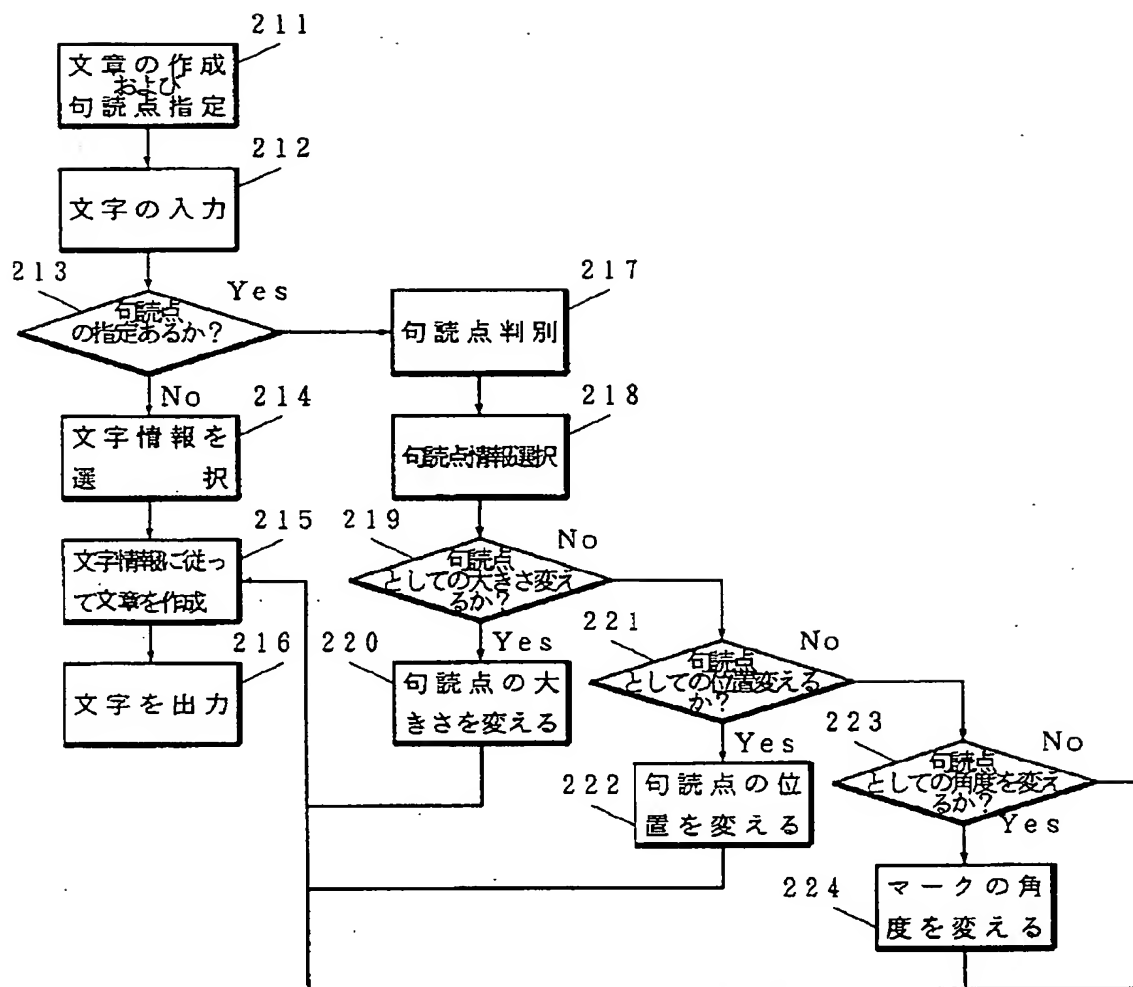 211
文章の作成
および
句読点指定
212
文字の入力
213
句読点
の指定あるか?
Yes
No
214
文字情報を
選択
215
文字情報に従っ
て文章を作成
216
文字を出力
217
句読点判別
218
句読点情報選択
219
句読点
としての大きさ変え
るか?
No
Yes
220
句読点の大
きさを変える
221
句読点
としての位置変える
か?
No
Yes
222
句読点の位
置を変える
223
句読点
としての角度を変え
るか?
No
Yes
224
マークの角
度を変える